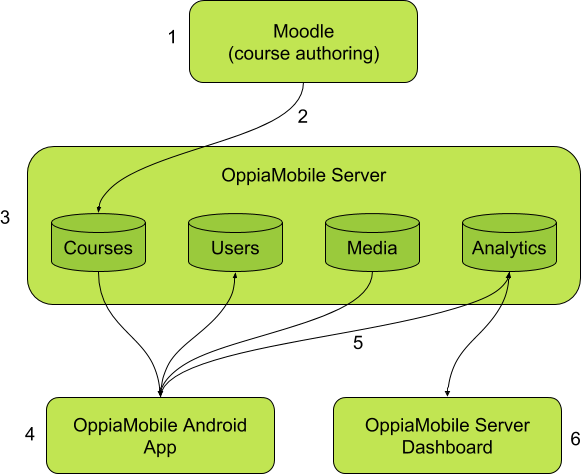 1
Moodle
(course authoring)
2
OppiaMobile Server
3
Courses
Users
Media
Analytics
5
4
OppiaMobile Android
App
OppiaMobile Server
Dashboard
6